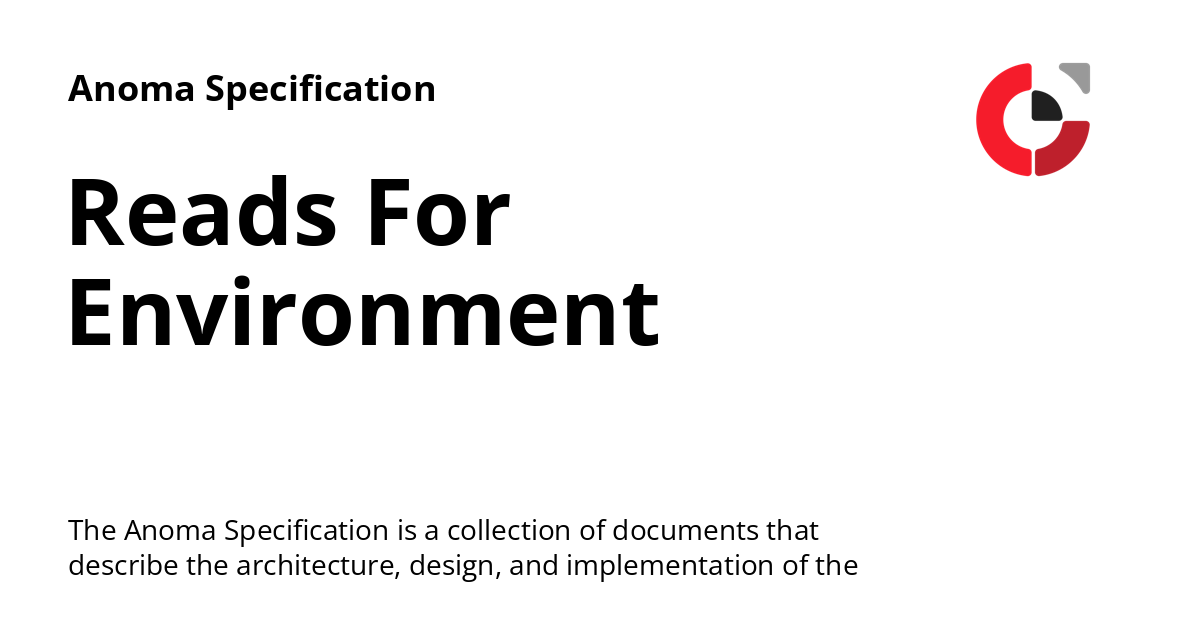 Anoma Specification
Reads For
Environment
The Anoma Specification is a collection of documents that
describe the architecture, design, and implementation of the